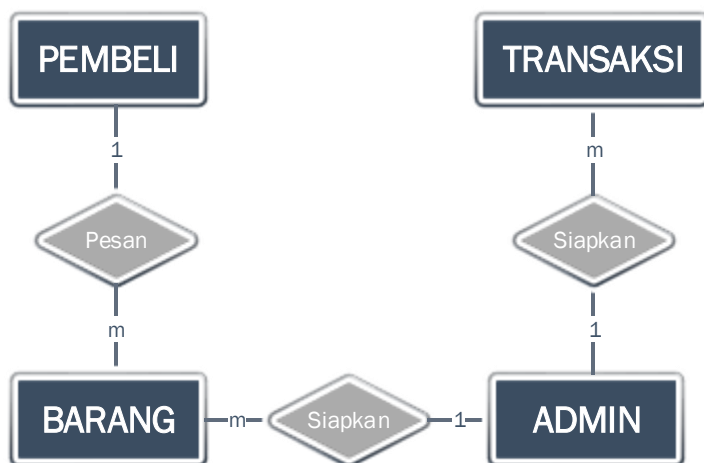 PEMBELI
TRANSAKSI
1
m
Pesan
Siapkan
m
1
BARANG
m
Siapkan
1
ADMIN